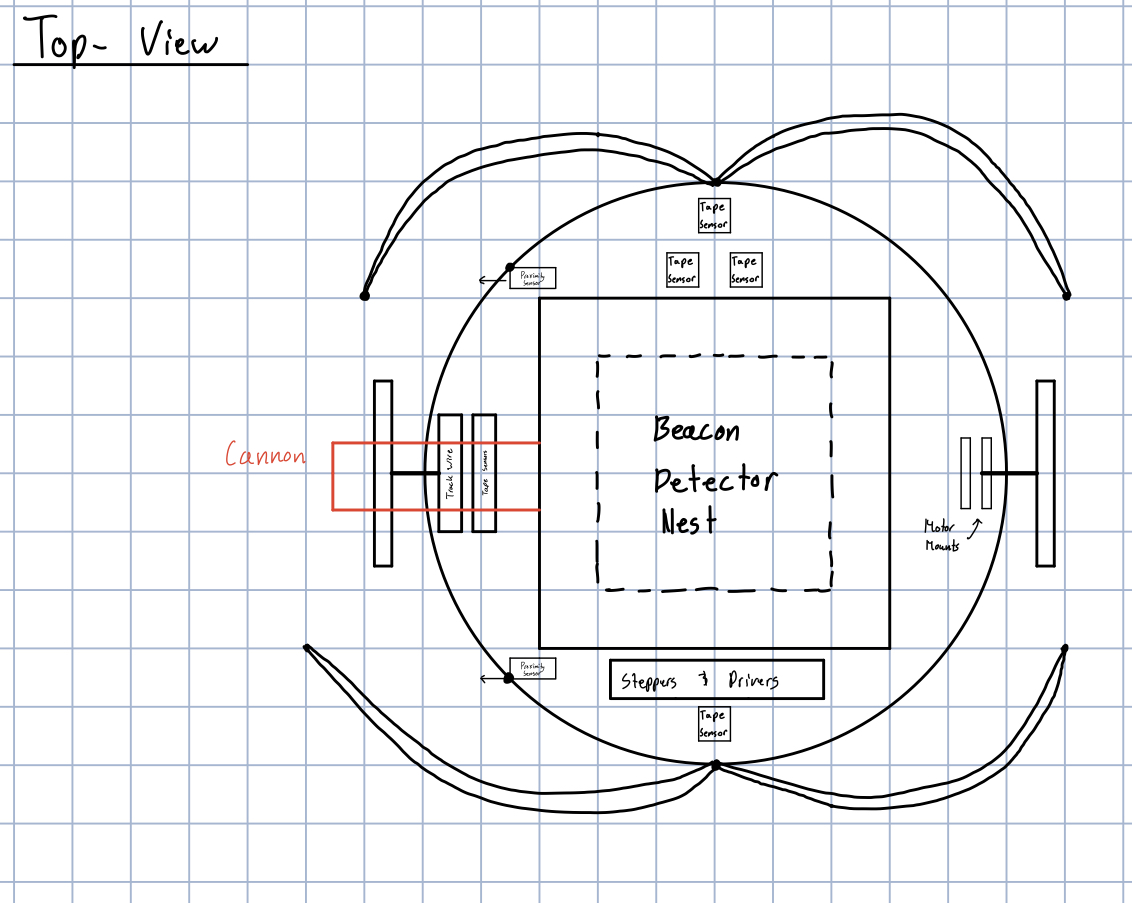 Top- View
Tape
Sensor
Tape
Sensor
Tape
Sensor
Proximity
Sensor
Cannon
Track Wire
Tape Sensors
Beacon
Detector
Nest
Motor
Mounts
Proximity
Sensor
Steppers & Drivers
Tape
Sensor